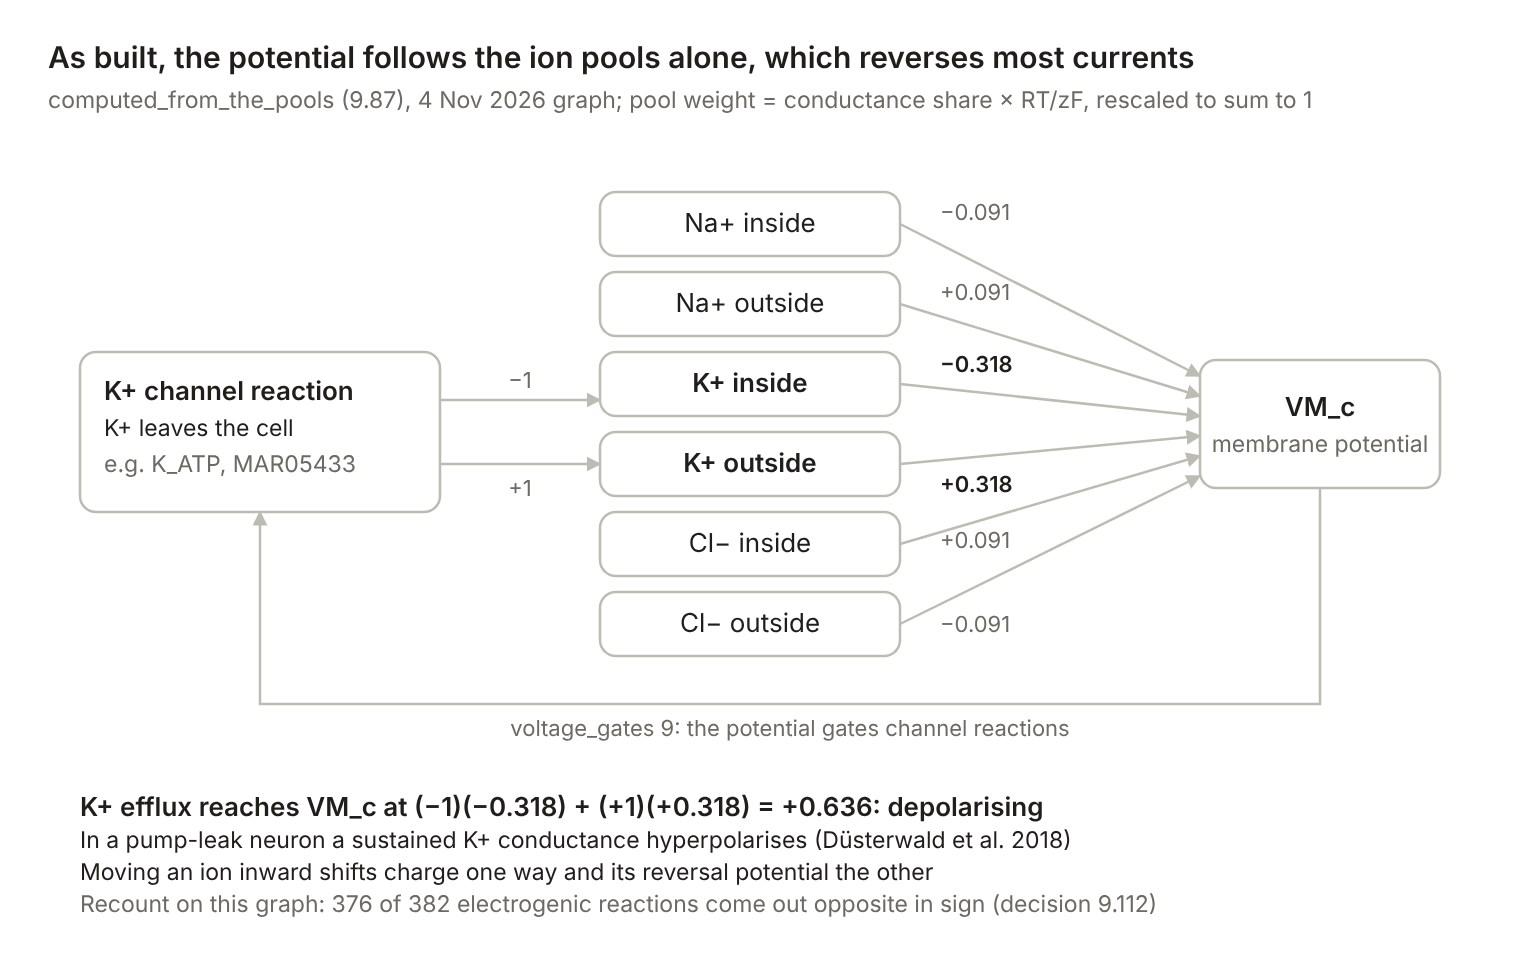 As built, the potential follows the ion pools alone, which reverses most currents
computed_from_the_pools (9.87), 4 Nov 2026 graph; pool weight = conductance share × RT/zF, rescaled to sum to 1
Na+ inside
−0.091
Na+ outside
+0.091
K+ channel reaction
K+ leaves the cell
e.g. K_ATP, MAR05433
−1
+1
K+ inside
−0.318
K+ outside
+0.318
VM_c
membrane potential
Cl− inside
+0.091
Cl− outside
−0.091
voltage_gates 9: the potential gates channel reactions
K+ efflux reaches VM_c at (−1)(−0.318) + (+1)(+0.318) = +0.636: depolarising
In a pump-leak neuron a sustained K+ conductance hyperpolarises (Düsterwald et al. 2018)
Moving an ion inward shifts charge one way and its reversal potential the other
Recount on this graph: 376 of 382 electrogenic reactions come out opposite in sign (decision 9.112)